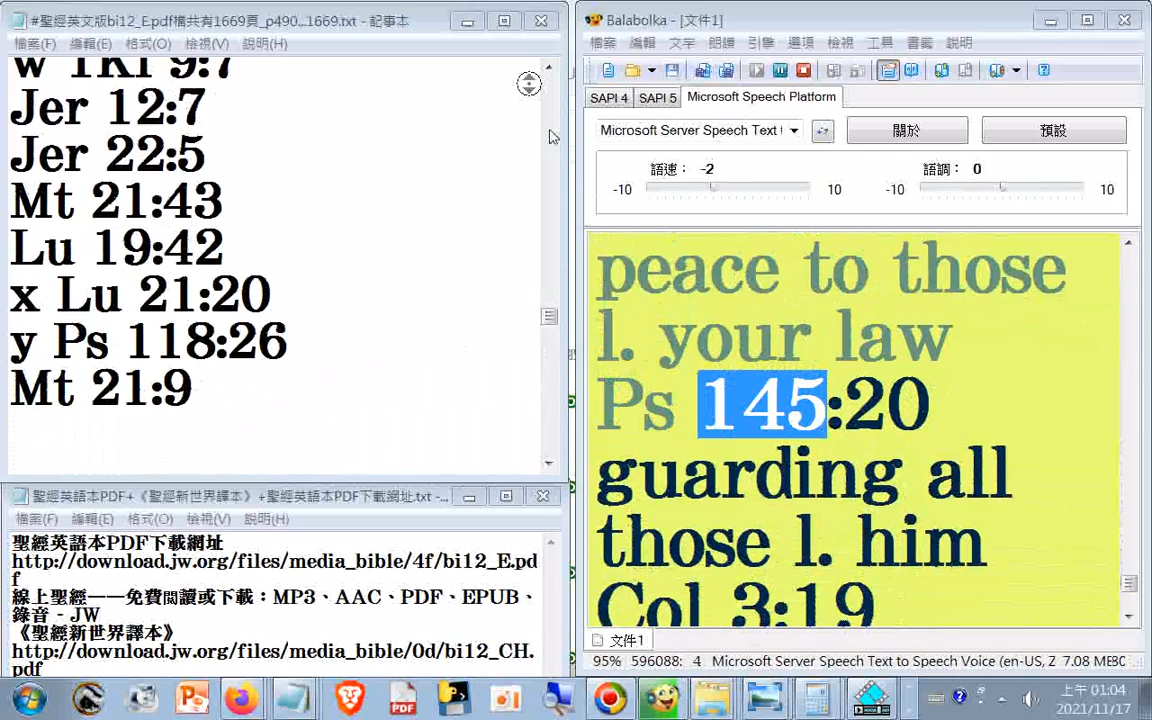 #聖經英文版bi12_E.pdf檔共有1669頁_p490...1669.txt - 記事本
檔案(F) 編輯(E) 格式(O) 檢視(V) 說明(H)
w 1Ki 9:7
Jer 12:7
Jer 22:5
Mt 21:43
Lu 19:42
x Lu 21:20
y Ps 118:26
Mt 21:9
聖經英語本PDF+《聖經新世界譯本》+聖經英語本PDF下載網址.txt - ...
檔案(F) 編輯(E) 格式(O) 檢視(V) 說明(H)
聖經英語本PDF下載網址
http://download.jw.org/files/media_bible/4f/bi12_E.pd
f
線上聖經——免費閱讀或下載：MP3、AAC、PDF、EPUB、
錄音 - JW
《聖經新世界譯本》
http://download.jw.org/files/media_bible/0d/bi12_CH.
pdf
Balabolka - [文件1]
檔案 編輯 文字 朗讀 引擎 選項 檢視 工具 書籤 說明
SAPI 4 SAPI 5 Microsoft Speech Platform
Microsoft Server Speech Text 關於 預設
語速： -2 語調： 0
-10 10 -10 10
peace to those
l. your law
Ps 145:20
guarding all
those l. him
Col 3:19
文件1
95% 596088: 4 Microsoft Server Speech Text to Speech Voice (en-US, Z 7.08 МЕВС
PDF
上午 01:04
2021/11/17